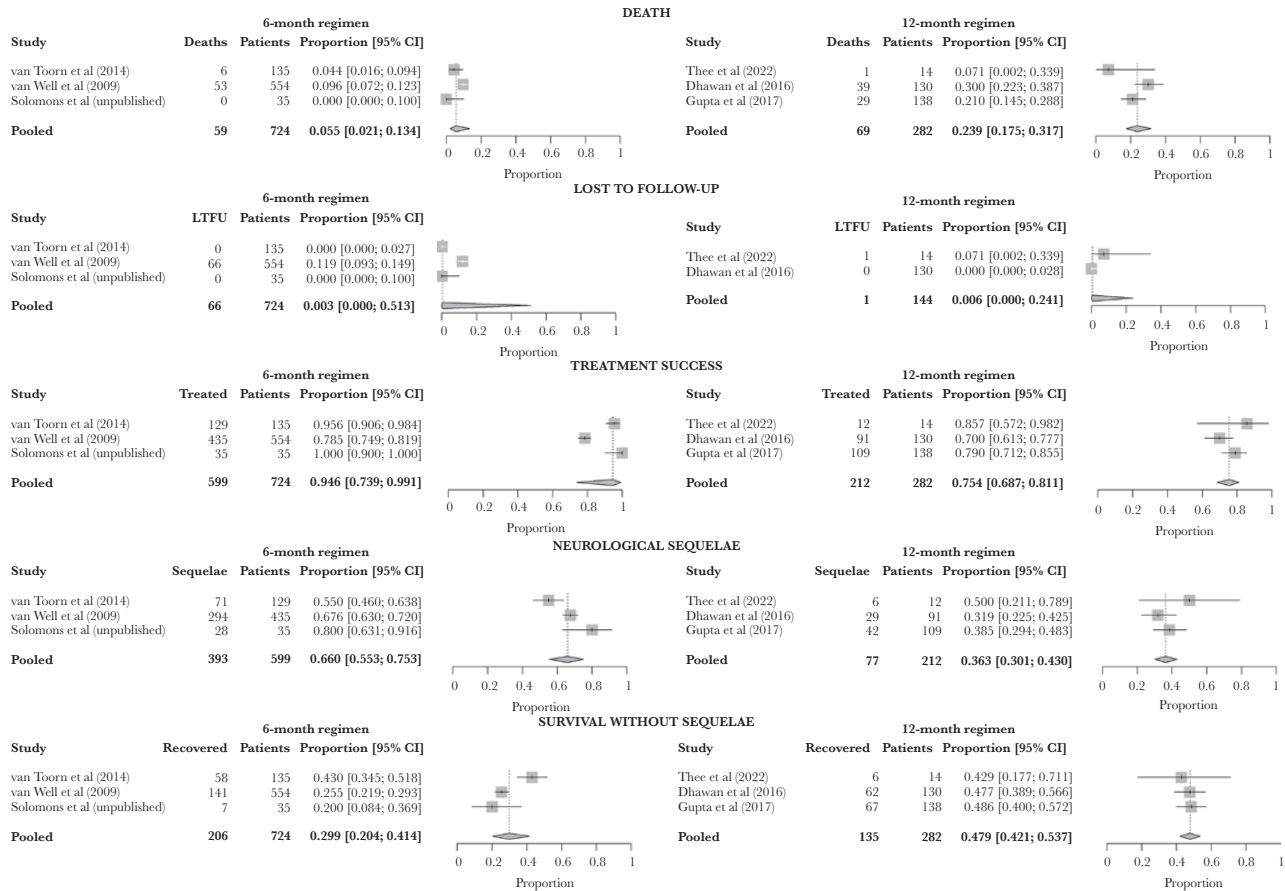 DEATH
6-month regimen 12-month regimen
Study Deaths Patients Proportion [95% CI] Study Deaths Patients Proportion [95% CI]
van Toorn et al (2014) 6 135 0.044 [0.016; 0.094] Thee et al (2022) 1 14 0.071 [0.002; 0.339]
van Well et al (2009) 53 554 0.096 [0.072; 0.123] Dhawan et al (2016) 39 130 0.300 [0.223; 0.387]
Solomons et al (unpublished) 0 35 0.000 [0.000; 0.100] Gupta et al (2017) 29 138 0.210 [0.145; 0.288]
Pooled 59 724 0.055 [0.021; 0.134] Pooled 69 282 0.239 [0.175; 0.317]
0 0.2 0.4 0.6 0.8 1 0 0.2 0.4 0.6 0.8 1
Proportion Proportion
LOST TO FOLLOW-UP
6-month regimen 12-month regimen
Study LTFU Patients Proportion [95% CI] Study LTFU Patients Proportion [95% CI]
van Toorn et al (2014) 0 135 0.000 [0.000; 0.027] Thee et al (2022) 1 14 0.071 [0.002; 0.339]
van Well et al (2009) 66 554 0.119 [0.093; 0.149] Dhawan et al (2016) 0 130 0.000 [0.000; 0.028]
Solomons et al (unpublished) 0 35 0.000 [0.000; 0.100]
Pooled 66 724 0.003 [0.000; 0.513] Pooled 1 144 0.006 [0.000; 0.241]
0 0.2 0.4 0.6 0.8 1 0 0.2 0.4 0.6 0.8 1
Proportion Proportion
TREATMENT SUCCESS
6-month regimen 12-month regimen
Study Treated Patients Proportion [95% CI] Study Treated Patients Proportion [95% CI]
van Toorn et al (2014) 129 135 0.956 [0.906; 0.984] Thee et al (2022) 12 14 0.857 [0.572; 0.982]
van Well et al (2009) 435 554 0.785 [0.749; 0.819] Dhawan et al (2016) 91 130 0.700 [0.613; 0.777]
Solomons et al (unpublished) 35 35 1.000 [0.900; 1.000] Gupta et al (2017) 109 138 0.790 [0.712; 0.855]
Pooled 599 724 0.946 [0.739; 0.991] Pooled 212 282 0.754 [0.687; 0.811]
0 0.2 0.4 0.6 0.8 1 0 0.2 0.4 0.6 0.8 1
Proportion Proportion
NEUROLOGICAL SEQUELAE
6-month regimen 12-month regimen
Study Sequelae Patients Proportion [95% CI] Study Sequelae Patients Proportion [95% CI]
van Toorn et al (2014) 71 129 0.550 [0.460; 0.638] Thee et al (2022) 6 12 0.500 [0.211; 0.789]
van Well et al (2009) 294 435 0.676 [0.630; 0.720] Dhawan et al (2016) 29 91 0.319 [0.225; 0.425]
Solomons et al (unpublished) 28 35 0.800 [0.631; 0.916] Gupta et al (2017) 42 109 0.385 [0.294; 0.483]
Pooled 393 599 0.660 [0.553; 0.753] Pooled 77 212 0.363 [0.301; 0.430]
0 0.2 0.4 0.6 0.8 1 0 0.2 0.4 0.6 0.8 1
Proportion Proportion
SURVIVAL WITHOUT SEQUELAE
6-month regimen 12-month regimen
Study Recovered Patients Proportion [95% CI] Study Recovered Patients Proportion [95% CI]
van Toorn et al (2014) 58 135 0.430 [0.345; 0.518] Thee et al (2022) 6 14 0.429 [0.177; 0.711]
van Well et al (2009) 141 554 0.255 [0.219; 0.293] Dhawan et al (2016) 62 130 0.477 [0.389; 0.566]
Solomons et al (unpublished) 7 35 0.200 [0.084; 0.369] Gupta et al (2017) 67 138 0.486 [0.400; 0.572]
Pooled 206 724 0.299 [0.204; 0.414] Pooled 135 282 0.479 [0.421; 0.537]
0 0.2 0.4 0.6 0.8 1 0 0.2 0.4 0.6 0.8 1
Proportion Proportion